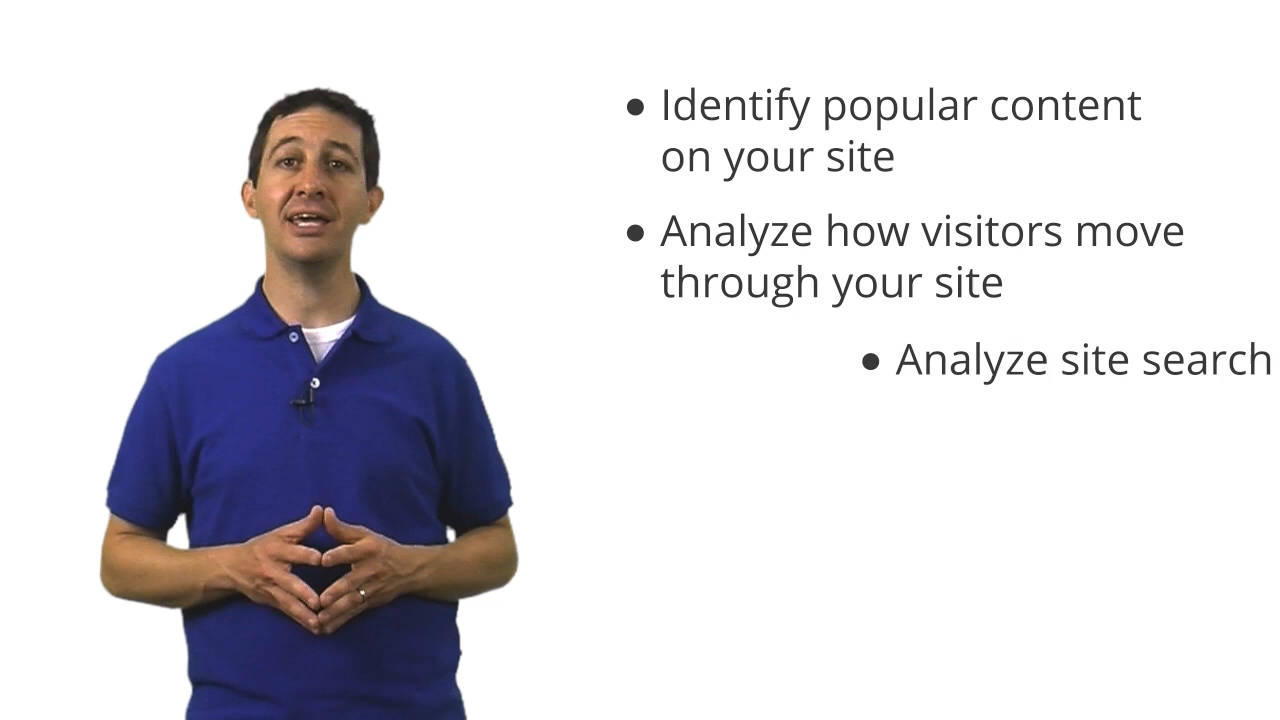 ● Identify popular content
on your site
● Analyze how visitors move
through your site
● Analyze site search